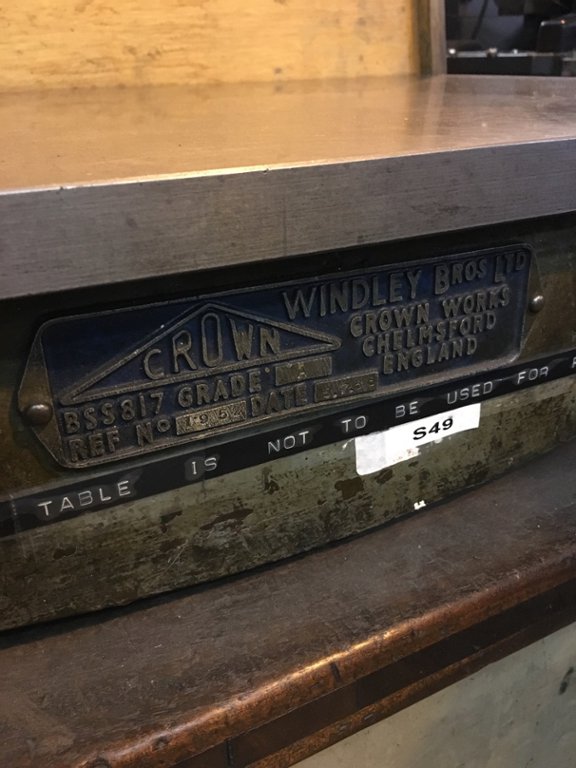 CROWN
BSS817 GRADE A
REF NO 1952 DATE
WINDLEY BROS LTD
CROWN WORKS
CHELMSFORD
ENGLAND
TABLE IS NOT TO BE USED FOR
S49